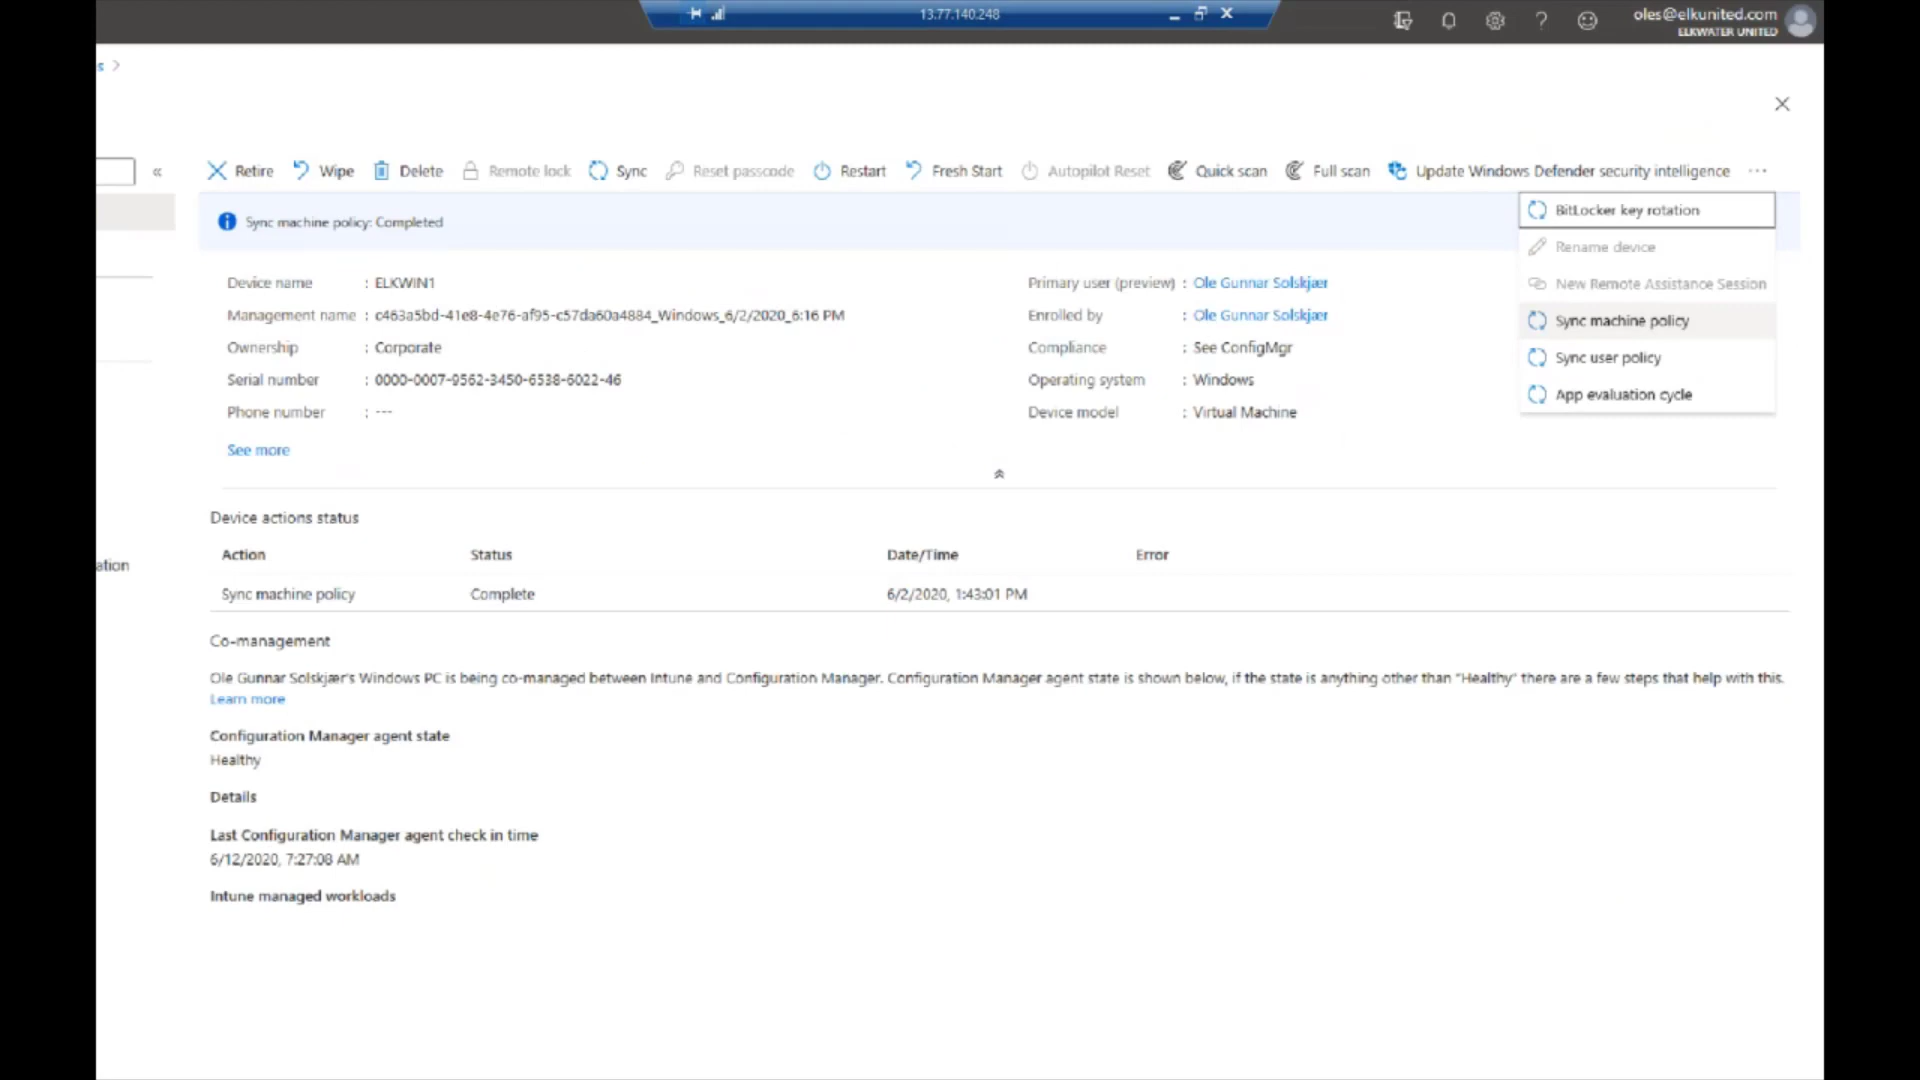 13.77.140.248
oles@elkunited.com
ELKWATER UNITED
s >
«
Retire Wipe Delete Remote lock Sync Reset passcode Restart Fresh Start Autopilot Reset Quick scan Full scan Update Windows Defender security intelligence ...
Sync machine policy: Completed
BitLocker key rotation
Rename device
New Remote Assistance Session
Sync machine policy
Sync user policy
App evaluation cycle
Device name : ELKWIN1
Management name : c463a5bd-41e8-4e76-af95-c57da60a4884_Windows_6/2/2020_6:16 PM
Ownership : Corporate
Serial number : 0000-0007-9562-3450-6538-6022-46
Phone number : ---
See more
Primary user (preview) : Ole Gunnar Solskjær
Enrolled by : Ole Gunnar Solskjær
Compliance : See ConfigMgr
Operating system : Windows
Device model : Virtual Machine
Device actions status
Action Status Date/Time Error
Sync machine policy Complete 6/2/2020, 1:43:01 PM
ation
Co-management
Ole Gunnar Solskjær's Windows PC is being co-managed between Intune and Configuration Manager. Configuration Manager agent state is shown below, if the state is anything other than "Healthy" there are a few steps that help with this.
Learn more
Configuration Manager agent state
Healthy
Details
Last Configuration Manager agent check in time
6/12/2020, 7:27:08 AM
Intune managed workloads